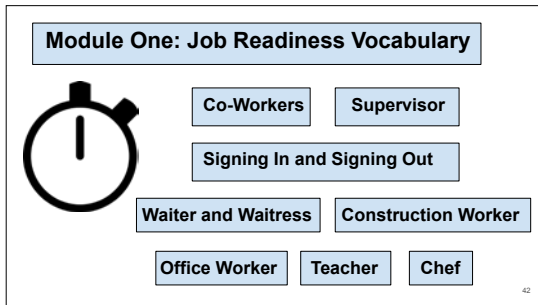 Module One: Job Readiness Vocabulary
Co-Workers
Supervisor
Signing In and Signing Out
Waiter and Waitress
Construction Worker
Office Worker
Teacher
Chef
42